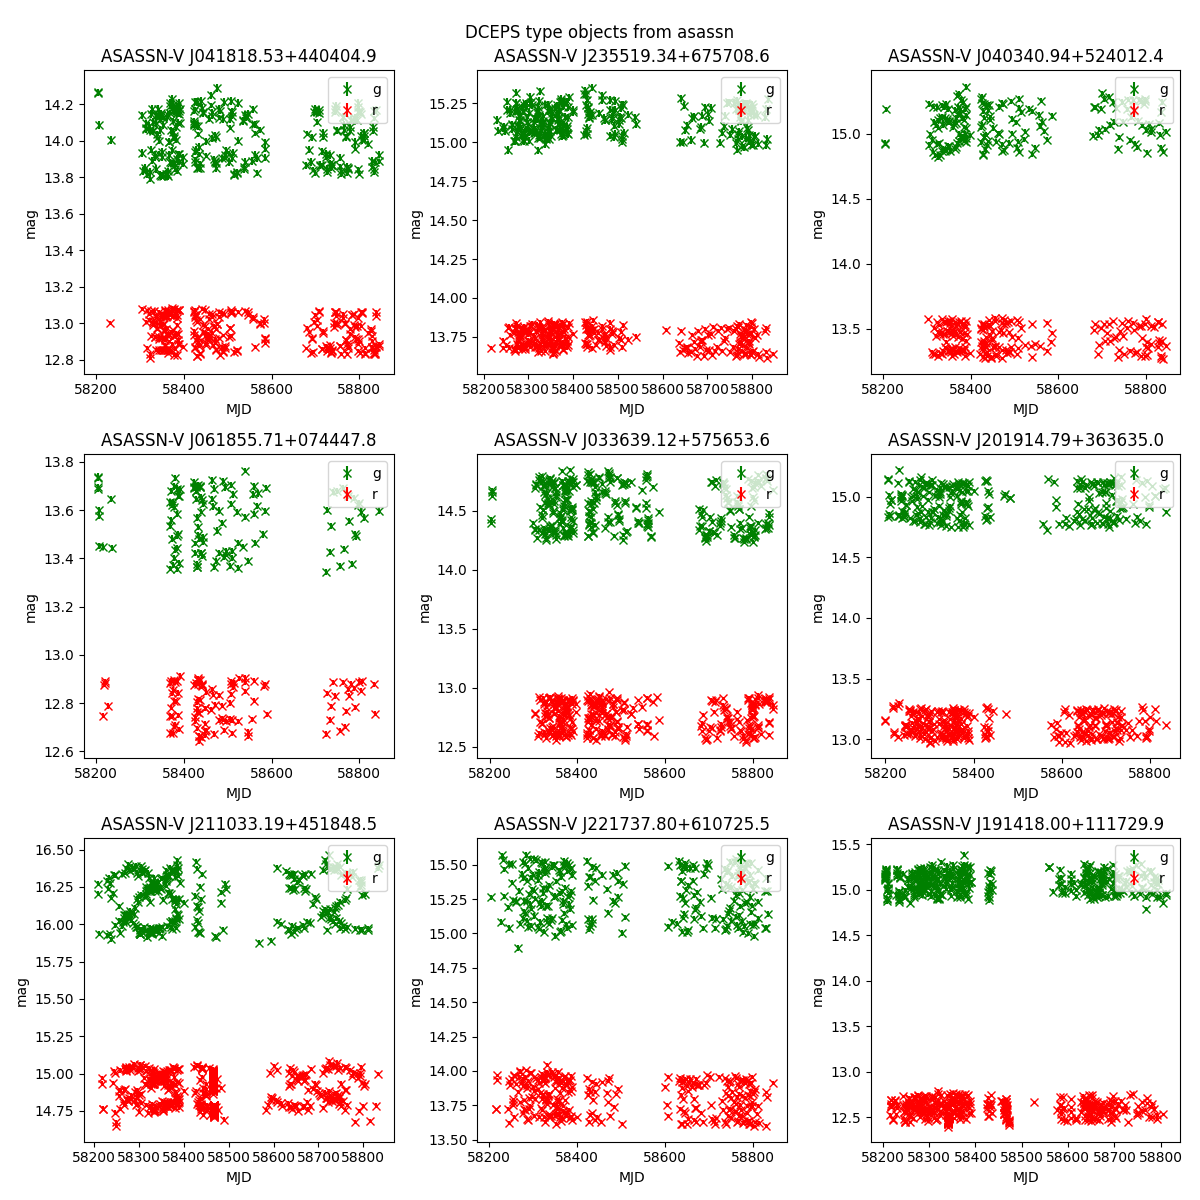 DCEPS type objects from asassn
ASASSN-V J041818.53+440404.9
g
r
14.2
14.0
13.8
13.6
13.4
13.2
13.0
12.8
mag
58200 58400 58600 58800
MJD
ASASSN-V J235519.34+675708.6
g
r
15.25
15.00
14.75
14.50
14.25
14.00
13.75
mag
58200 58300 58400 58500 58600 58700 58800
MJD
ASASSN-V J040340.94+524012.4
g
r
15.0
14.5
14.0
13.5
mag
58200 58400 58600 58800
MJD
ASASSN-V J061855.71+074447.8
g
r
13.8
13.6
13.4
13.2
13.0
12.8
12.6
mag
58200 58400 58600 58800
MJD
ASASSN-V J033639.12+575653.6
g
r
14.5
14.0
13.5
13.0
12.5
mag
58200 58400 58600 58800
MJD
ASASSN-V J201914.79+363635.0
g
r
15.0
14.5
14.0
13.5
13.0
mag
58200 58400 58600 58800
MJD
ASASSN-V J211033.19+451848.5
g
r
16.50
16.25
16.00
15.75
15.50
15.25
15.00
14.75
mag
58200 58300 58400 58500 58600 58700 58800
MJD
ASASSN-V J221737.80+610725.5
g
r
15.50
15.25
15.00
14.75
14.50
14.25
14.00
13.75
13.50
mag
58200 58400 58600 58800
MJD
ASASSN-V J191418.00+111729.9
g
r
15.5
15.0
14.5
14.0
13.5
13.0
12.5
mag
58200 58300 58400 58500 58600 58700 58800
MJD